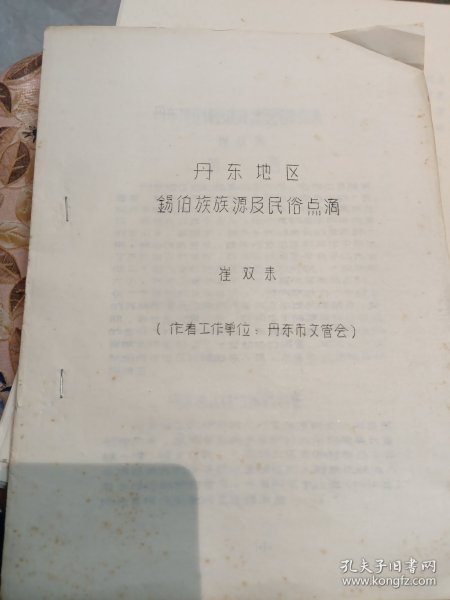 丹东地区
錫伯族族源及民俗点滴
崔双来
(作者工作单位：丹东市文管会)
孔夫子旧书网
www.kongfz.com